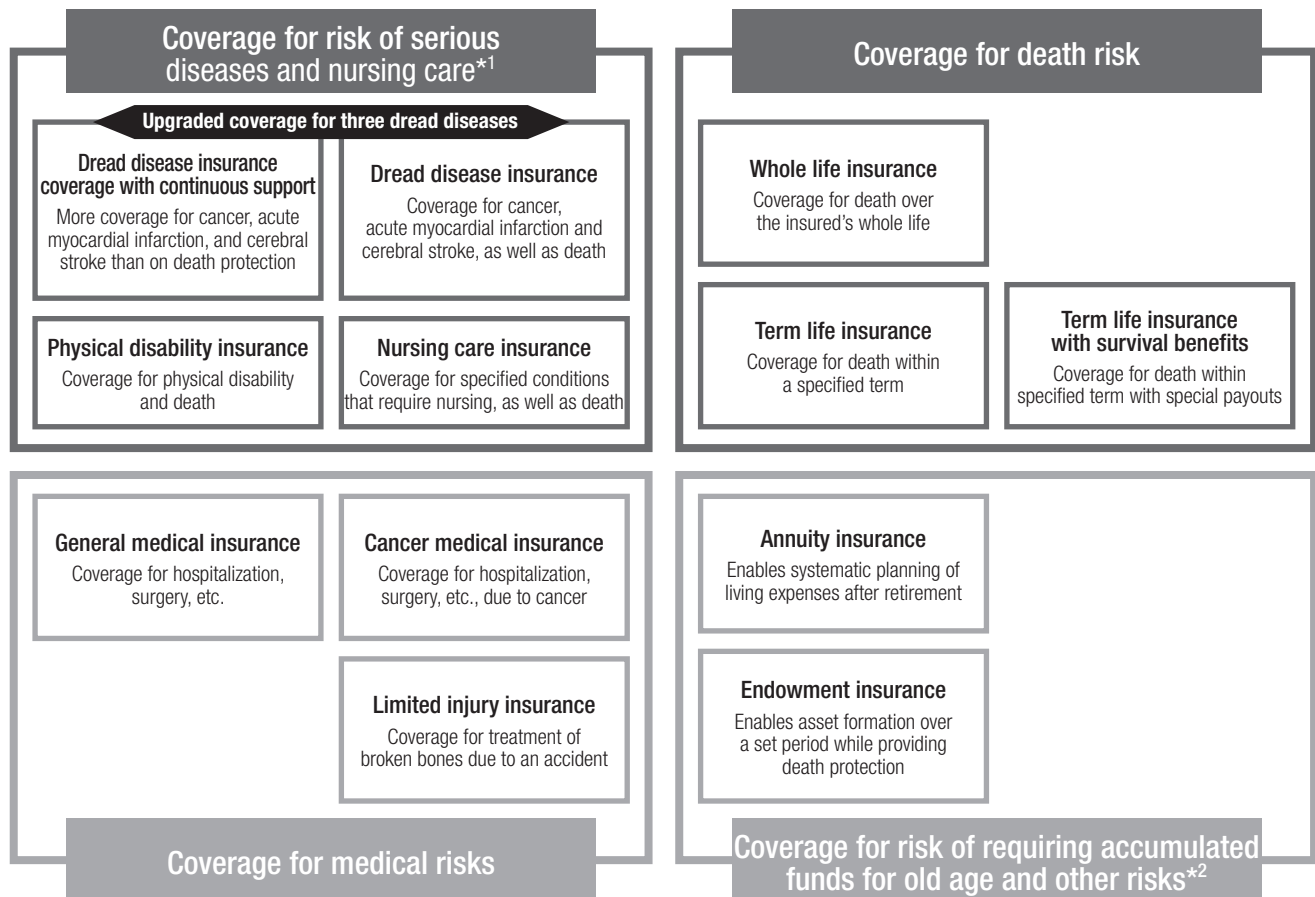 Coverage for risk of serious
diseases and nursing care*1
Upgraded coverage for three dread diseases
Dread disease insurance
coverage with continuous support
More coverage for cancer, acute
myocardial infarction, and cerebral
stroke than on death protection
Dread disease insurance
Coverage for cancer,
acute myocardial infarction and
cerebral stroke, as well as death
Physical disability insurance
Coverage for physical disability
and death
Nursing care insurance
Coverage for specified conditions
that require nursing, as well as death
Coverage for death risk
Whole life insurance
Coverage for death over
the insured's whole life
Term life insurance
Coverage for death within
a specified term
Term life insurance
with survival benefits
Coverage for death within
specified term with special payouts
General medical insurance
Coverage for hospitalization,
surgery, etc.
Cancer medical insurance
Coverage for hospitalization,
surgery, etc., due to cancer
Limited injury insurance
Coverage for treatment of
broken bones due to an accident
Coverage for medical risks
Annuity insurance
Enables systematic planning of
living expenses after retirement
Endowment insurance
Enables asset formation over
a set period while providing
death protection
Coverage for risk of requiring accumulated
funds for old age and other risks*2